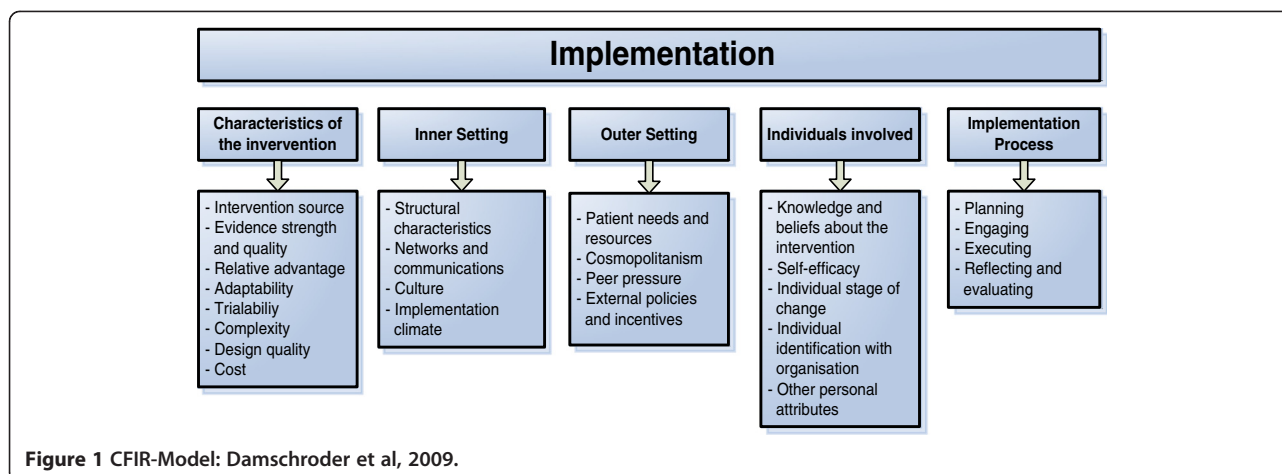 Implementation
Characteristics of
the invervention
- Intervention source
- Evidence strength
and quality
- Relative advantage
- Adaptability
- Trialabiliy
- Complexity
- Design quality
- Cost
Inner Setting
- Structural
characteristics
- Networks and
communications
- Culture
- Implementation
climate
Outer Setting
- Patient needs and
resources
- Cosmopolitanism
- Peer pressure
- External policies
and incentives
Individuals involved
- Knowledge and
beliefs about the
intervention
- Self-efficacy
- Individual stage of
change
- Individual
identification with
organisation
- Other personal
attributes
Implementation
Process
- Planning
- Engaging
- Executing
- Reflecting and
evaluating
Figure 1 CFIR-Model: Damschroder et al, 2009.